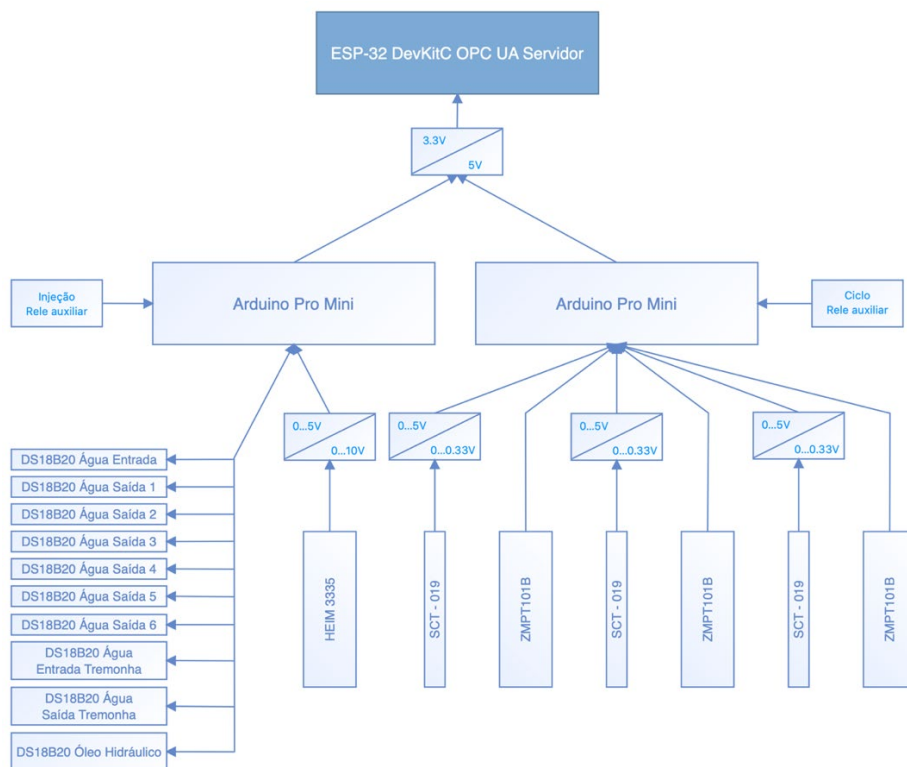 ESP-32 DevKitC OPC UA Servidor
3.3V
5V
Arduino Pro Mini
Arduino Pro Mini
Injeção
Rele auxiliar
Ciclo
Rele auxiliar
0...5V
0...10V
0...5V
0...0.33V
0...5V
0...0.33V
0...5V
0...0.33V
DS18B20 Água Entrada
DS18B20 Água Saída 1
DS18B20 Água Saída 2
DS18B20 Água Saída 3
DS18B20 Água Saída 4
DS18B20 Água Saída 5
DS18B20 Água Saída 6
DS18B20 Água
Entrada Tremonha
DS18B20 Água
Saída Tremonha
DS18B20 Óleo Hidráulico
HEIM 3335
SCT - 019
ZMPT101B
SCT - 019
ZMPT101B
SCT - 019
ZMPT101B